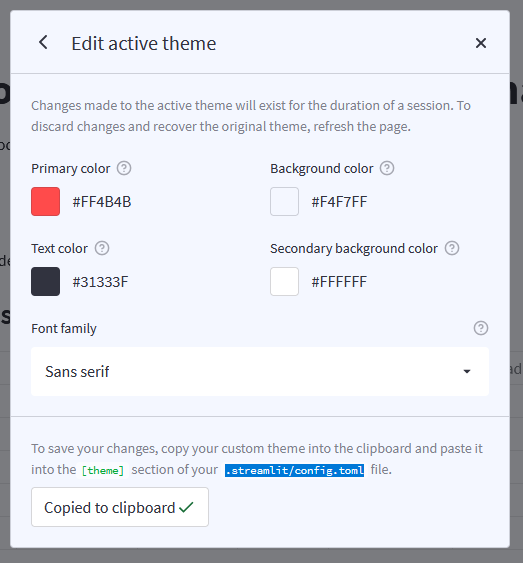 Edit active theme
Changes made to the active theme will exist for the duration of a session. To
discard changes and recover the original theme, refresh the page.
Primary color
Background color
#FF4B4B
#F4F7FF
Text color
Secondary background color
#31333F
#FFFFFF
Font family
Sans serif
To save your changes, copy your custom theme into the clipboard and paste it
into the [theme] section of your .streamlit/config.toml file.
Copied to clipboard